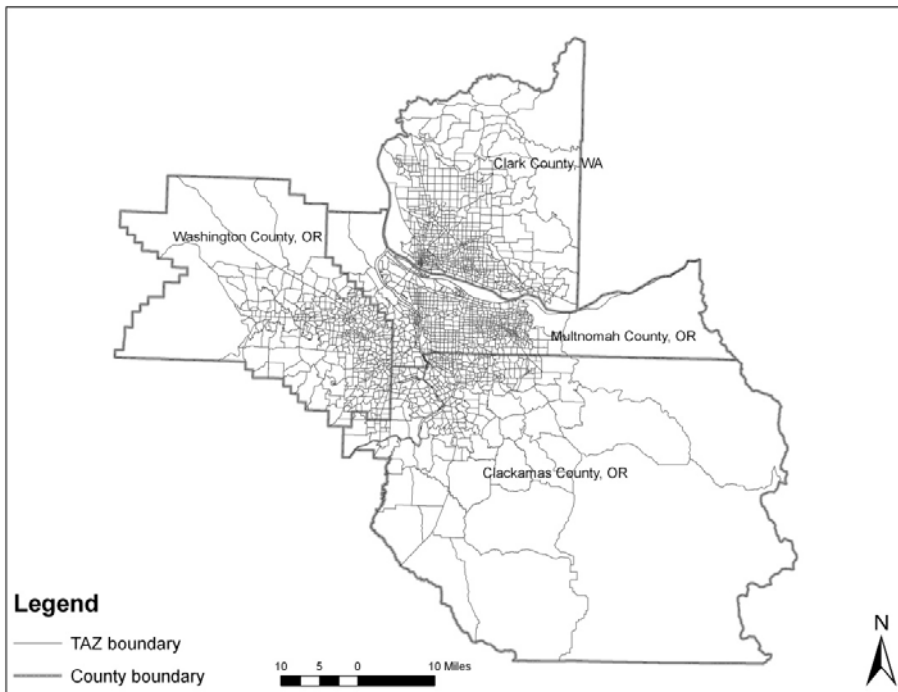 Clark County, WA
Washington County, OR
Multnomah County, OR
Clackamas County, OR
Legend
TAZ boundary
County boundary
10 5 0 10 Miles
N